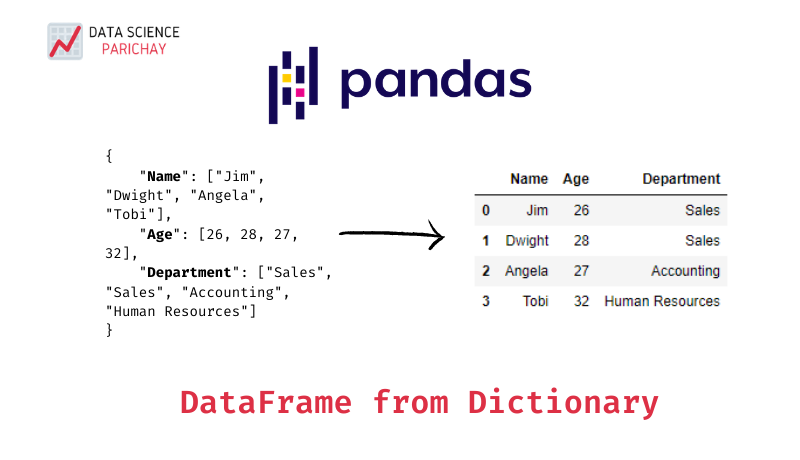 DATA SCIENCE
PARICHAY
pandas
{
    "Name": ["Jim",
"Dwight", "Angela",
"Tobi"],
    "Age": [26, 28, 27,
32],
    "Department": ["Sales",
"Sales", "Accounting",
"Human Resources"]
}
Name Age Department
0 Jim 26 Sales
1 Dwight 28 Sales
2 Angela 27 Accounting
3 Tobi 32 Human Resources
DataFrame from Dictionary